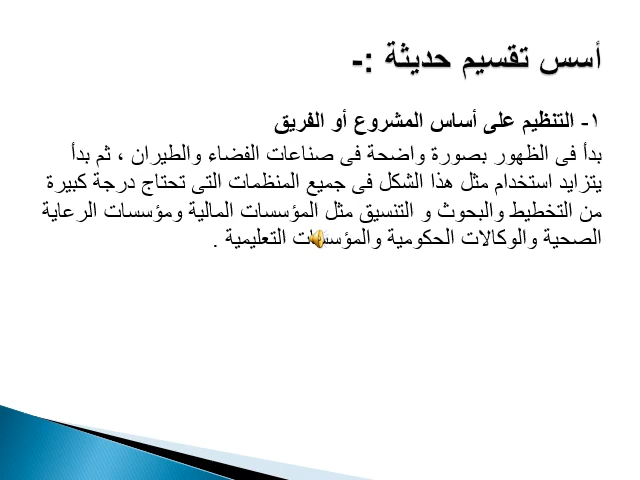 أسس تقسيم حديثة :-
١- التنظيم على أساس المشروع أو الفريق
بدأ فى الظهور بصورة واضحة فى صناعات الفضاء والطيران ، ثم بدأ
يتزايد استخدام مثل هذا الشكل فى جميع المنظمات التى تحتاج درجة كبيرة
من التخطيط والبحوث و التنسيق مثل المؤسسات المالية ومؤسسات الرعاية
الصحية والوكالات الحكومية والمؤسسات التعليمية .